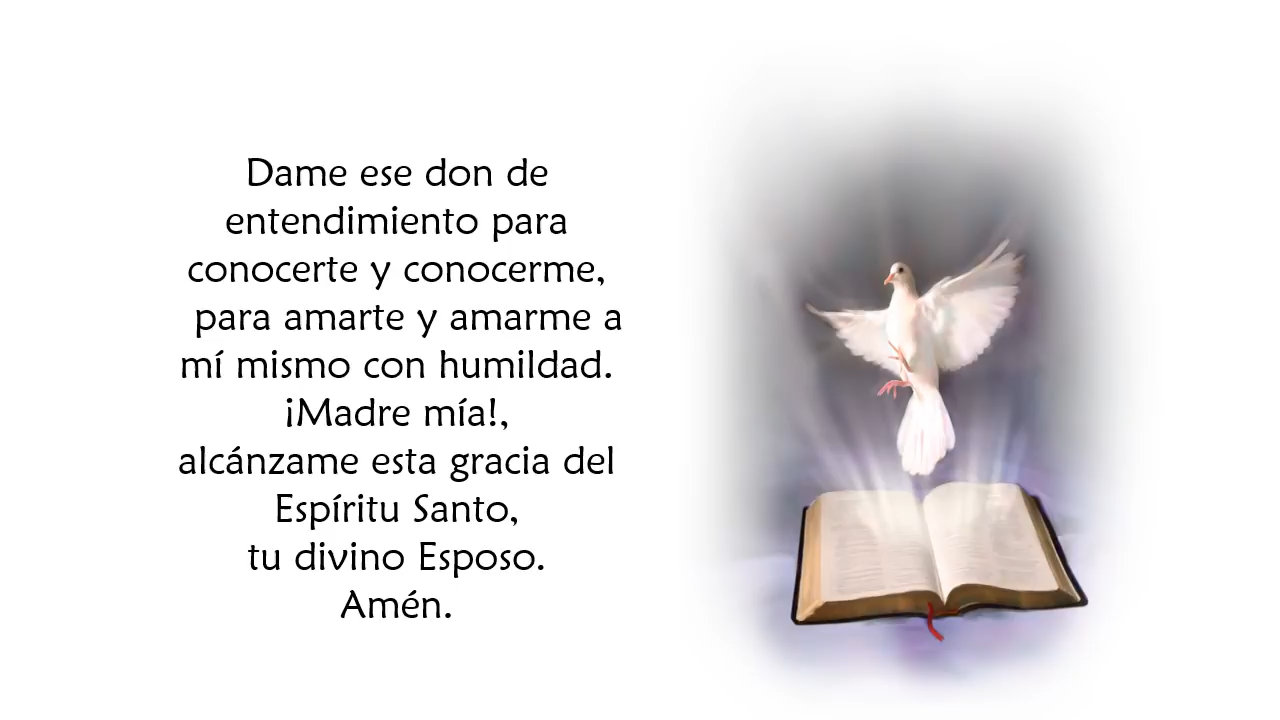 Dame ese don de
entendimiento para
conocerte y conocerme,
para amarte y amarme a
mí mismo con humildad.
¡Madre mía!,
alcánzame esta gracia del
Espíritu Santo,
tu divino Esposo.
Amén.